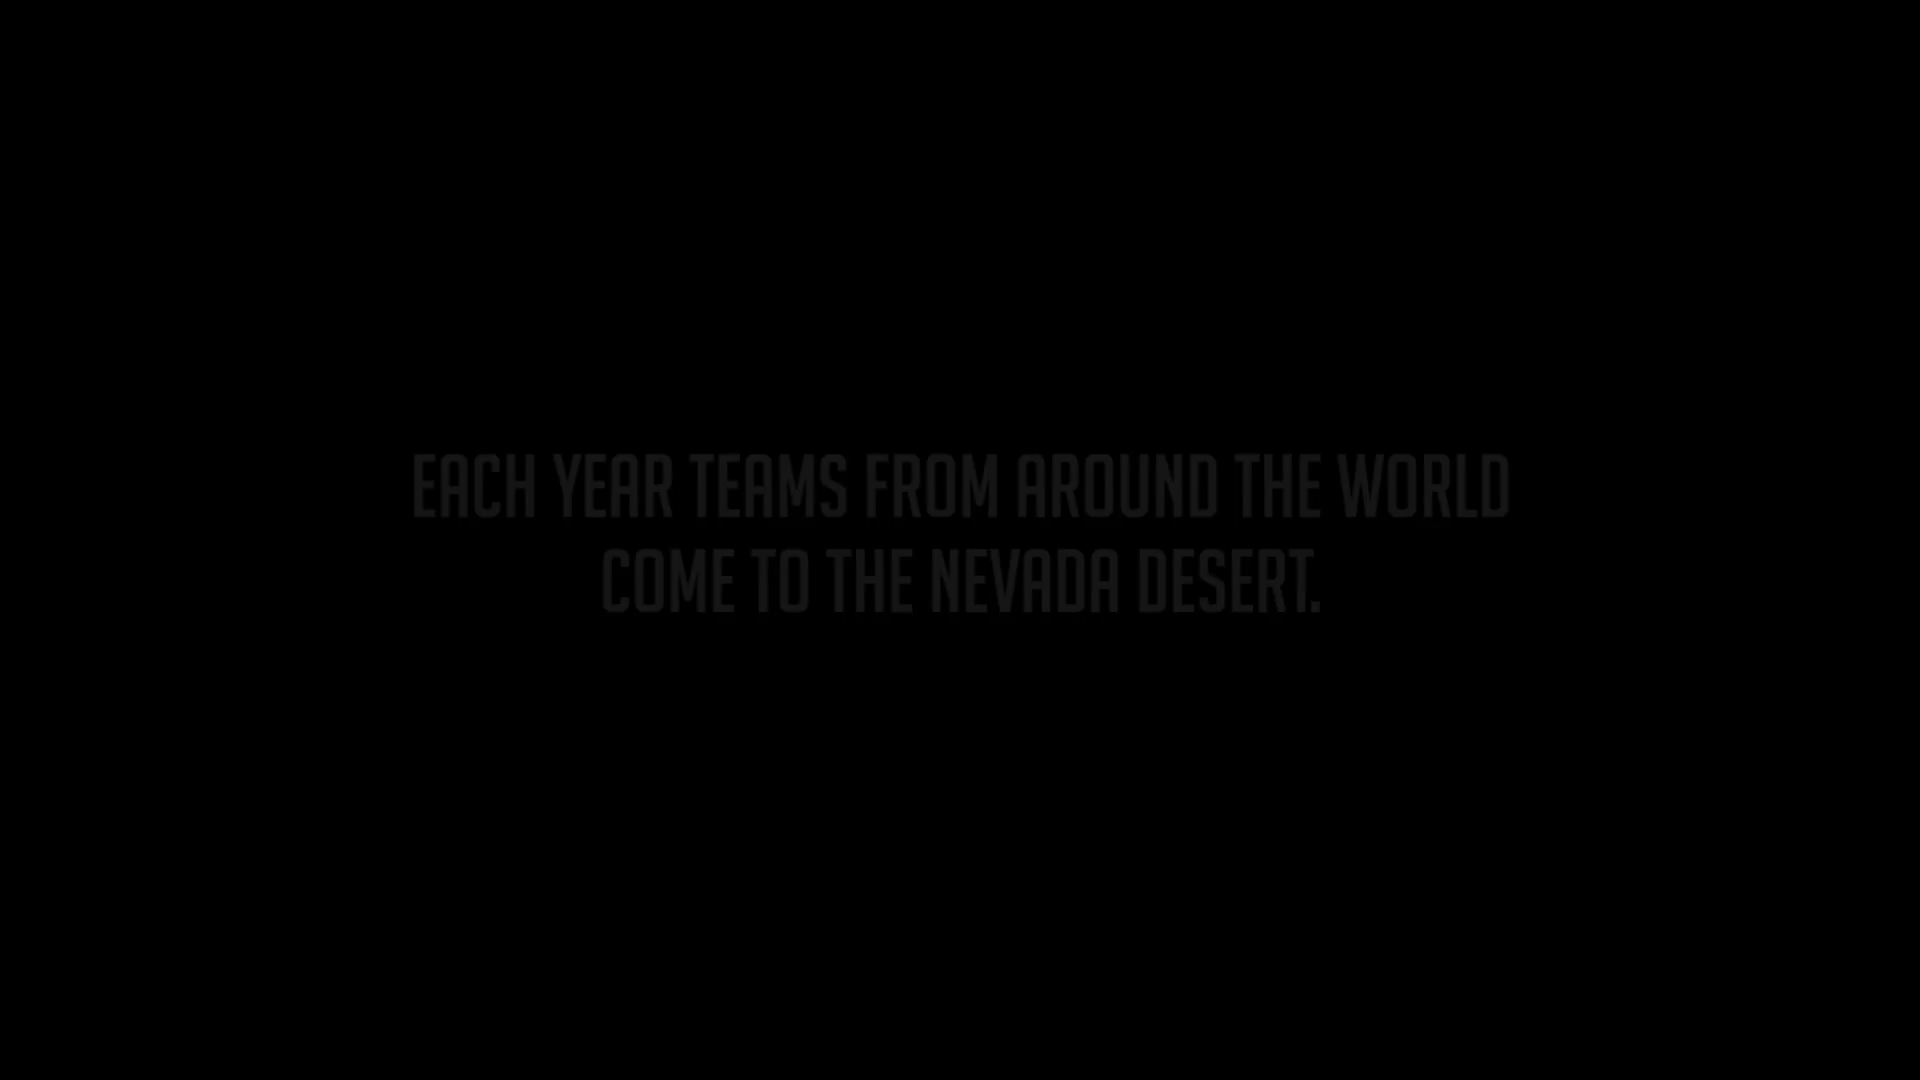 EACH YEAR TEAMS FROM AROUND THE WORLD
COME TO THE NEVADA DESERT.